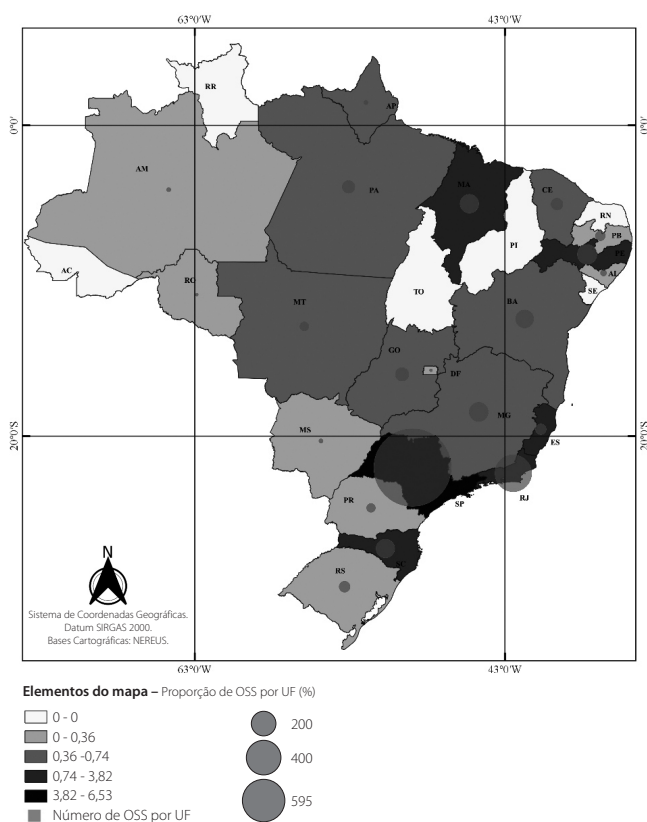 63°0'W 43°0'W
RR
AP
0°0' 0°0'
AM
PA
MA
CE
RN
PB
PI
PE
AC
AL
RO
TO
SE
MT
BA
GO
DF
MG
MS
20°0'S 20°0'S
ES
SP
RJ
PR
SC
RS
N
Sistema de Coordenadas Geográficas.
Datum SIRGAS 2000.
Bases Cartográficas: NEREUS.
63°0'W 43°0'W
Elementos do mapa – Proporção de OSS por UF (%)
0 - 0
0 - 0,36
0,36 -0,74
0,74 - 3,82
3,82 - 6,53
Número de OSS por UF
200
400
595